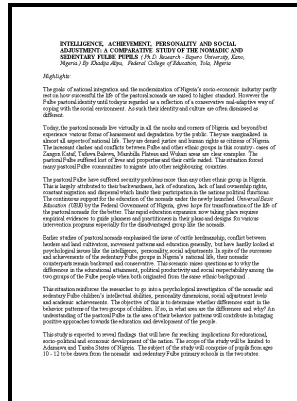 INTELLIGENCE, ACHIEVEMENT, PERSONALITY AND SOCIAL
ADJUSTMENT: A COMPARATIVE STUDY OF THE NOMADIC AND
SEDENTARY FULBE PUPILS ( Ph.D. Research - Bayero University, Kano,
Nigeria ) By Khadija Aliyu, Federal College of Education, Yola, Nigeria
Highlights:
The goals of national integration and the modernization of Nigeria's socio-economic industry partly
rest on how successful the life of the pastoral nomads are raised to higher standard. However the
Fulbe pastoral identity until today is regarded as a reflection of a conservative mal-adaptive way of
coping with the social environment. As such their identity and culture are often dismissed as
different.
Today, the pastoral nomads live virtually in all the nooks and corners of Nigeria and beyond but
experience various forms of harassment and degradation by the public. They are marginalized in
almost all aspects of national life. They are denied justice and human rights as citizens of Nigeria.
The incessant clashes and conflicts between Fulbe and other ethnic groups in this country- cases of
Zangon Kataf, Tafawa Balewa, Mambilla Plateau and Wukari areas are clear examples. The
pastoral Fulbe suffered lost of lives and properties and their cattle raided. This situation forced
many pastoral Fulbe communities to migrate into other neighbouring countries.
The pastoral Fulbe have suffered security problems more than any other ethnic group in Nigeria.
This is largely attributed to their backwardness, lack of education, lack of land ownership rights,
constant migration and dispersal which limits their participation in the nations political functions.
The continuous support for the education of the nomads under the newly launched Universal Basic
Education (UBE) by the Federal Government of Nigeria, gives hope for transformation of the life of
the pastoral nomads for the better. This rapid education expansion now taking place requires
empirical evidence to guide planners and practitioners in their plans and designs for various
intervention programs especially for the disadvantaged group like the nomads.
Earlier studies of pastoral nomads emphasised the issue of cattle herdsmanship, conflict between
herders and land cultivators, movement patterns and education generally, but have hardly looked at
psychological issues like the intelligence, personality, social adjustments. In spite of the successes
and achievements of the sedentary Fulbe groups in Nigeria's national life, their nomadic
counterparts remain backward and conservative. This scenario raises questions as to why the
differences in the educational attainment, political productivity and social respectability among the
two groups of the Fulbe people when both originated from the same ethnic background.
This situation reinforces the researcher to go into a psychological investigation of the nomadic and
sedentary Fulbe children's intellectual abilities, personality dimensions, social adjustment levels
and academic achievements. The objective of this is to determine whether differences exist in the
behavior patterns of the two groups of children. If so, in what area are the differences and why? An
understanding of the pastoral Fulbe in the area of their behavior patterns will contribute in bringing
positive approaches towards the education and development of the people.
This study is expected to reveal findings that will have far reaching implications for educational,
socio-political and economic development of the nation. The scope of the study will be limited to
Adamawa and Taraba States of Nigeria. The subject of the study will comprise of pupils from ages
10 - 12 to be drawn from the nomadic and sedentary Fulbe primary schools in the two states.